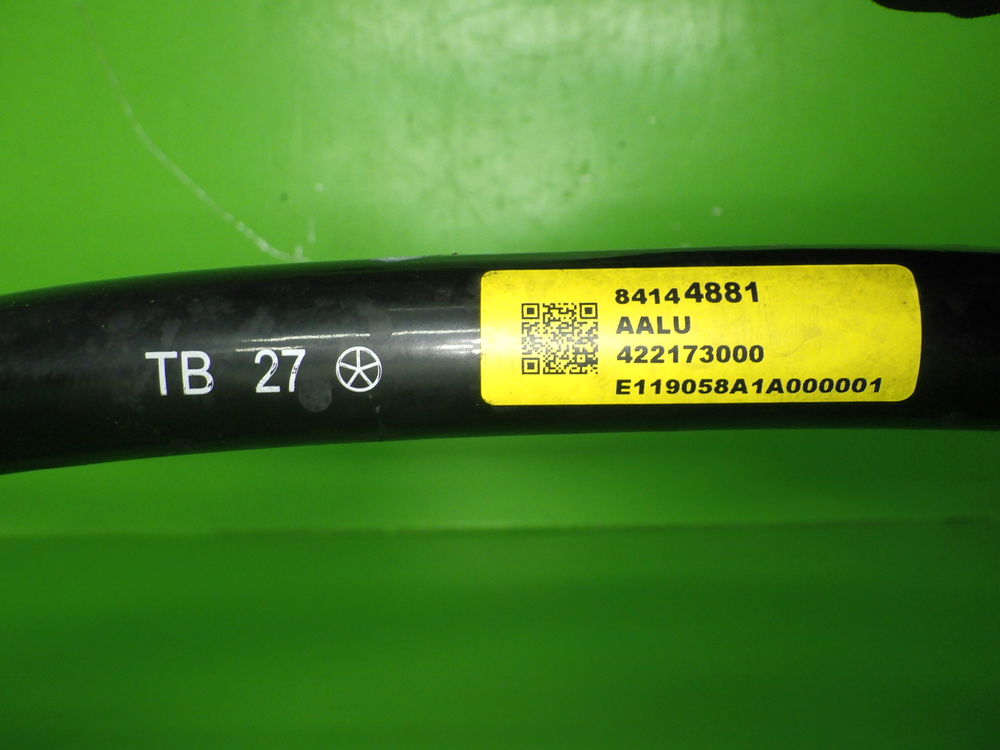 TB 27
84144881
AALU
422173000
E119058A1A000001